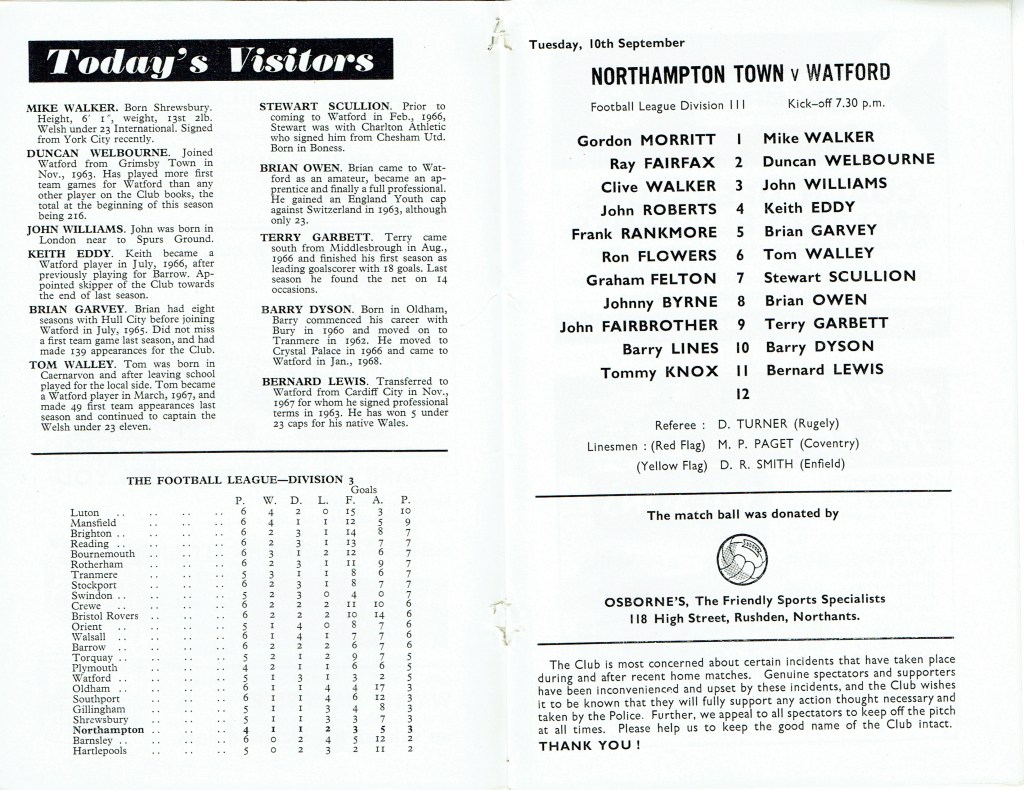 Today's Visitors
MIKE WALKER. Born Shrewsbury.
Height, 6' 1", weight, 13st 2lb.
Welsh under 23 International. Signed
from York City recently.
DUNCAN WELBOURNE. Joined
Watford from Grimsby Town in
Nov., 1963. Has played more first
team games for Watford than any
other player on the Club books, the
total at the beginning of this season
being 216.
JOHN WILLIAMS. John was born in
London near to Spurs Ground.
KEITH EDDY. Keith became a
Watford player in July, 1966, after
previously playing for Barrow. Ap-
pointed skipper of the Club towards
the end of last season.
BRIAN GARVEY. Brian had eight
seasons with Hull City before joining
Watford in July, 1965. Did not miss
a first team game last season, and had
made 139 appearances for the Club.
TOM WALLEY. Tom was born in
Caernarvon and after leaving school
played for the local side. Tom became
a Watford player in March, 1967, and
made 49 first team appearances last
season and continued to captain the
Welsh under 23 eleven.
STEWART SCULLION. Prior to
coming to Watford in Feb., 1966,
Stewart was with Charlton Athletic
who signed him from Chesham Utd.
Born in Boness.
BRIAN OWEN. Brian came to Wat-
ford as an amateur, became an ap-
prentice and finally a full professional.
He gained an England Youth cap
against Switzerland in 1963, although
only 23.
TERRY GARBETT. Terry came
south from Middlesbrough in Aug.,
1966 and finished his first season as
leading goalscorer with 18 goals. Last
season he found the net on 14
occasions.
BARRY DYSON. Born in Oldham,
Barry commenced his career with
Bury in 1960 and moved on to
Tranmere in 1962. He moved to
Crystal Palace in 1966 and came to
Watford in Jan., 1968.
BERNARD LEWIS. Transferred to
Watford from Cardiff City in Nov.,
1967 for whom he signed professional
terms in 1963. He has won 5 under
23 caps for his native Wales.
THE FOOTBALL LEAGUE—DIVISION 3
Goals
P. W. D. L. F. A. P.
Luton .. .. .. .. 6 4 2 0 15 3 10
Mansfield .. .. .. 6 4 1 1 12 5 9
Brighton .. .. .. .. 6 2 3 1 14 8 7
Reading .. .. .. .. 6 2 3 1 13 7 7
Bournemouth .. .. .. 6 3 1 2 12 6 7
Rotherham .. .. .. 6 2 3 1 11 9 7
Tranmere .. .. .. 5 3 1 1 8 6 7
Stockport .. .. .. 6 2 3 1 8 7 7
Swindon .. .. .. .. 5 2 3 0 4 0 7
Crewe .. .. .. .. 6 2 2 2 11 10 6
Bristol Rovers .. .. .. 6 2 2 2 10 14 6
Orient .. .. .. .. 5 1 4 0 8 7 6
Walsall .. .. .. .. 6 1 4 1 7 7 6
Barrow .. .. .. .. 6 2 2 2 6 7 6
Torquay .. .. .. .. 5 2 1 2 9 7 5
Plymouth .. .. .. 4 2 1 1 6 6 5
Watford .. .. .. .. 5 1 3 1 3 2 5
Oldham .. .. .. .. 6 1 1 4 4 17 3
Southport .. .. .. 6 1 1 4 6 12 3
Gillingham .. .. .. 5 1 1 3 4 8 3
Shrewsbury .. .. .. 5 1 1 3 3 7 3
Northampton .. .. .. 4 1 1 2 3 5 3
Barnsley .. .. .. .. 6 0 2 4 5 12 2
Hartlepools .. .. .. 5 0 2 3 2 11 2
Tuesday, 10th September
NORTHAMPTON TOWN v WATFORD
Football League Division III Kick-off 7.30 p.m.
Gordon MORRITT 1 Mike WALKER
Ray FAIRFAX 2 Duncan WELBOURNE
Clive WALKER 3 John WILLIAMS
John ROBERTS 4 Keith EDDY
Frank RANKMORE 5 Brian GARVEY
Ron FLOWERS 6 Tom WALLEY
Graham FELTON 7 Stewart SCULLION
Johnny BYRNE 8 Brian OWEN
John FAIRBROTHER 9 Terry GARBETT
Barry LINES 10 Barry DYSON
Tommy KNOX 11 Bernard LEWIS
12
Referee : D. TURNER (Rugely)
Linesmen : (Red Flag) M. P. PAGET (Coventry)
(Yellow Flag) D. R. SMITH (Enfield)
The match ball was donated by
OSBORNE'S, The Friendly Sports Specialists
118 High Street, Rushden, Northants.
The Club is most concerned about certain incidents that have taken place
during and after recent home matches. Genuine spectators and supporters
have been inconvenienced and upset by these incidents, and the Club wishes
it to be known that they will fully support any action thought necessary and
taken by the Police. Further, we appeal to all spectators to keep off the pitch
at all times. Please help us to keep the good name of the Club intact.
THANK YOU !